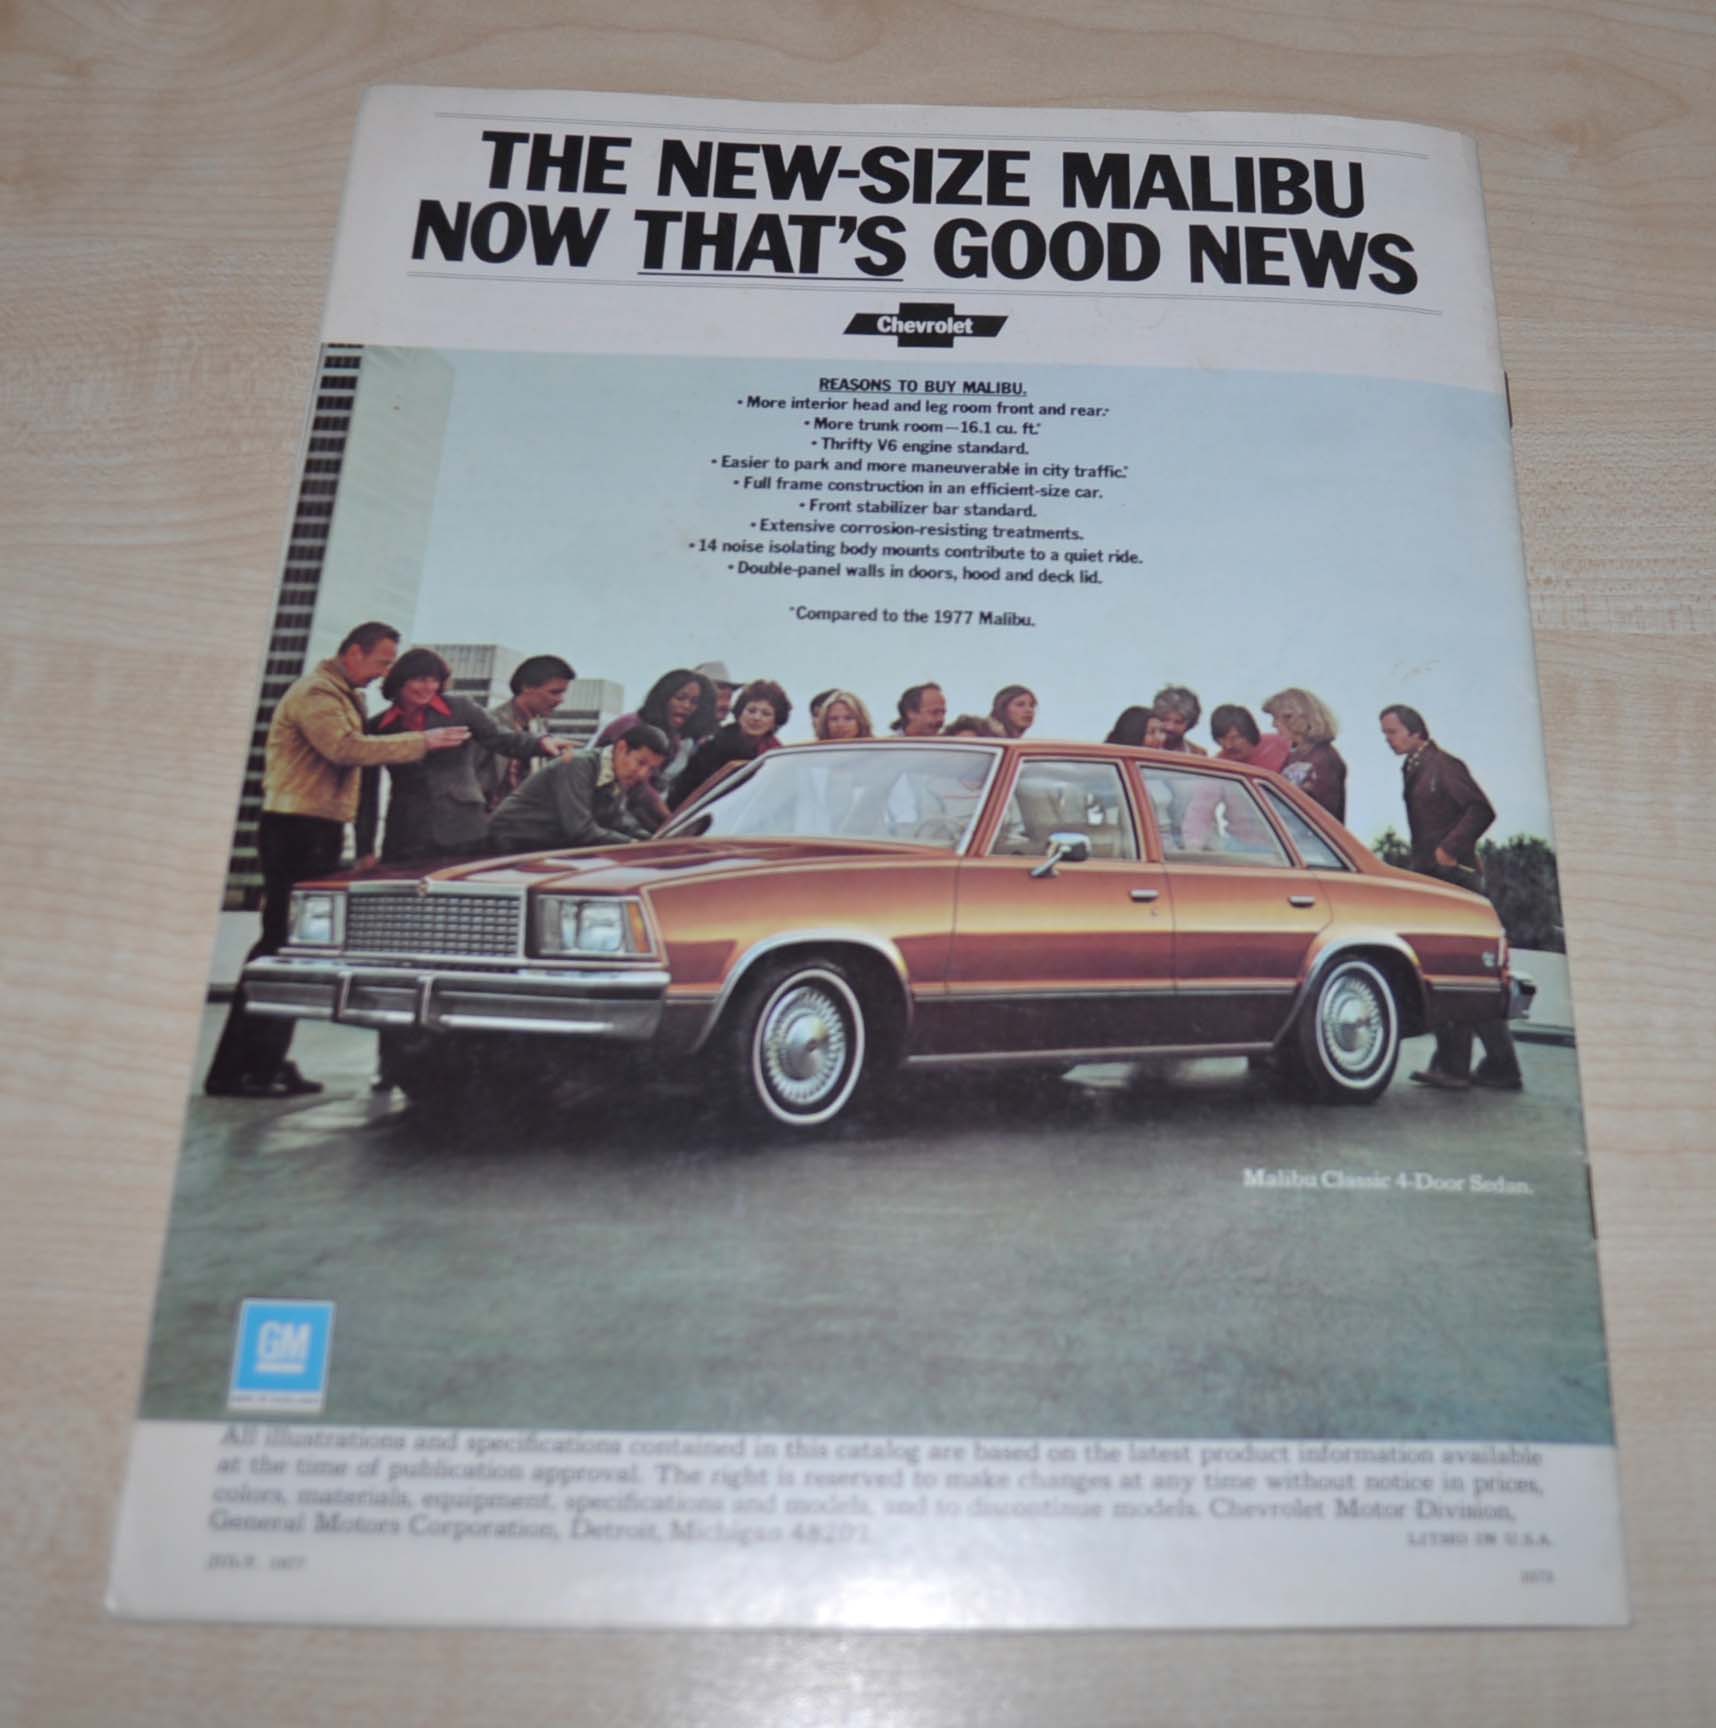 THE NEW-SIZE MALIBU
NOW THAT'S GOOD NEWS
Chevrolet
REASONS TO BUY MALIBU.
• More interior head and leg room front and rear.*
• More trunk room—16.1 cu. ft.*
• Thrifty V6 engine standard.
• Easier to park and more maneuverable in city traffic.*
• Full frame construction in an efficient-size car.
• Front stabilizer bar standard.
• Extensive corrosion-resisting treatments.
• 14 noise isolating body mounts contribute to a quiet ride.
• Double-panel walls in doors, hood and deck lid.
*Compared to the 1977 Malibu.
Malibu Classic 4-Door Sedan.
GM
All illustrations and specifications contained in this catalog are based on the latest product information available
at the time of publication approval. The right is reserved to make changes at any time without notice in prices,
colors, materials, equipment, specifications and models, and to discontinue models. Chevrolet Motor Division,
General Motors Corporation, Detroit, Michigan 48202
LITHO IN U.S.A.
JULY, 1977